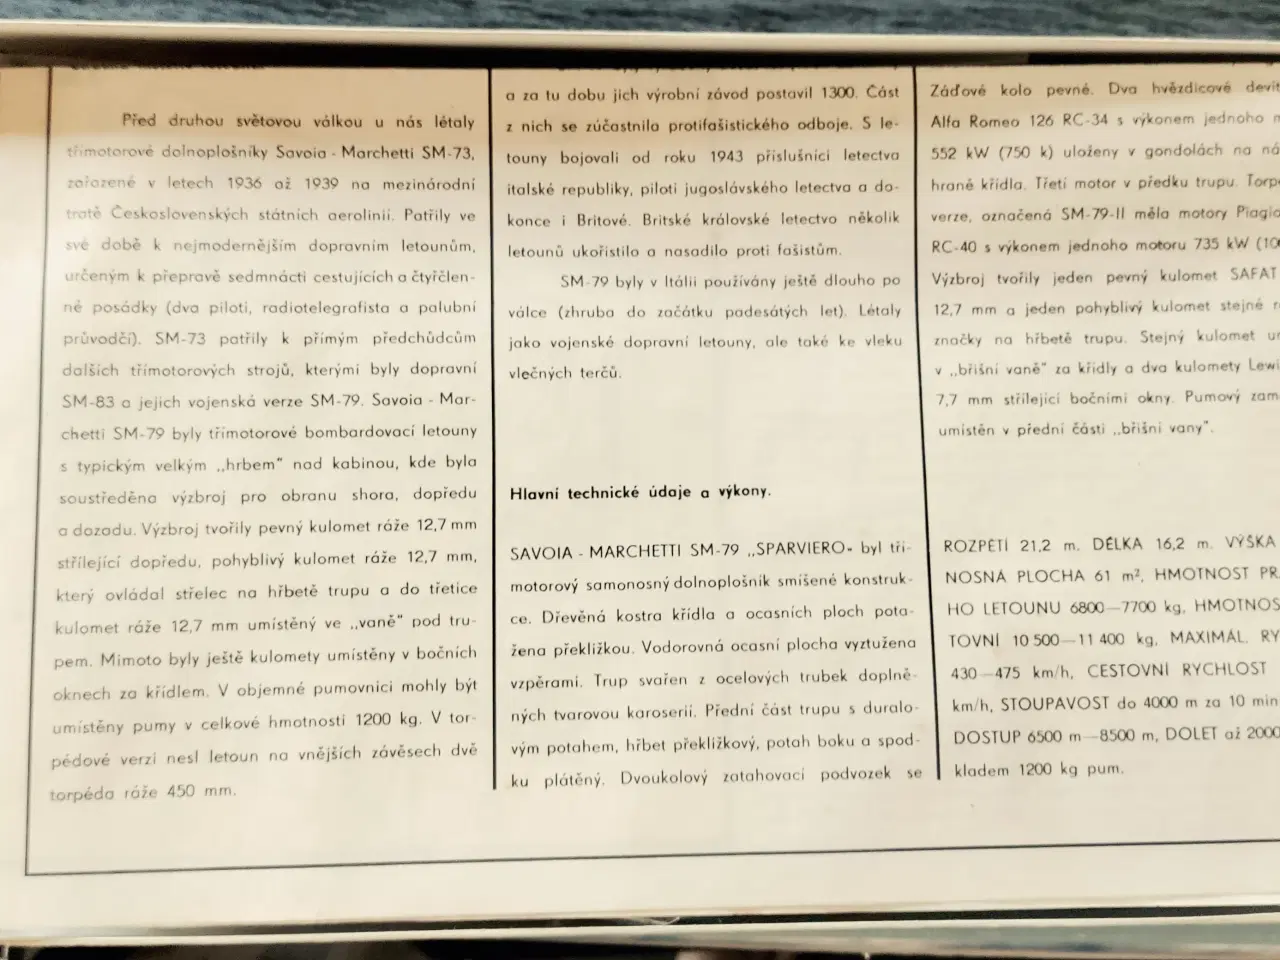 Před druhou světovou válkou u nás létaly
třímotorové dolnoplošníky Savoia - Marchetti SM-73,
zařazené v letech 1936 až 1939 na mezinárodní
tratě Československých státních aerolinií. Patřily ve
své době k nejmodernějším dopravním letounům,
určeným k přepravě sedmnácti cestujících a čtyřčlen-
né posádky (dva piloti, radiotelegrafista a palubní
průvodčí). SM-73 patřily k přímým předchůdcům
dalších třímotorových strojů, kterými byly dopravní
SM-83 a jejich vojenská verze SM-79. Savoia - Mar-
chetti SM-79 byly třímotorové bombardovací letouny
s typickým velkým „hrbem" nad kabinou, kde byla
soustředěna výzbroj pro obranu shora, dopředu
a dozadu. Výzbroj tvořily pevný kulomet ráže 12,7 mm
střílející dopředu, pohyblivý kulomet ráže 12,7 mm,
který ovládal střelec na hřbetě trupu a do třetice
kulomet ráže 12,7 mm umístěný ve „vaně" pod tru-
pem. Mimoto byly ještě kulomety umístěny v bočních
oknech za křídlem. V objemné pumovnici mohly být
umístěny pumy v celkové hmotnosti 1200 kg. V tor-
pédové verzi nesl letoun na vnějších závěsech dvě
torpéda ráže 450 mm.
a za tu dobu jich výrobní závod postavil 1300. Část
z nich se zúčastnila protifašistického odboje. S le-
touny bojovali od roku 1943 příslušníci letectva
italské republiky, piloti jugoslávského letectva a do-
konce i Britové. Britské královské letectvo několik
letounů ukořistilo a nasadilo proti fašistům.
SM-79 byly v Itálii používány ještě dlouho po
válce (zhruba do začátku padesátých let). Létaly
jako vojenské dopravní letouny, ale také ke vleku
vlečných terčů.
Hlavní technické údaje a výkony.
SAVOIA - MARCHETTI SM-79 „SPARVIERO" byl tří-
motorový samonosný dolnoplošník smíšené konstruk-
ce. Dřevěná kostra křídla a ocasních ploch pota-
žena překližkou. Vodorovná ocasní plocha vyztužena
vzpěrami. Trup svařen z ocelových trubek doplně-
ných tvarovou karoserií. Přední část trupu s duralo-
vým potahem, hřbet překližkový, potah boku a spod-
ku plátěný. Dvoukolový zatahovací podvozek se
Záďové kolo pevné. Dva hvězdicové devít
Alfa Romeo 126 RC-34 s výkonem jednoho
552 kW (750 k) uloženy v gondolách na ná
hraně křídla. Třetí motor v předku trupu. Torpé
verze, označená SM-79-II měla motory Piagio
RC-40 s výkonem jednoho motoru 735 kW (100
Výzbroj tvořily jeden pevný kulomet SAFAT
12,7 mm a jeden pohyblivý kulomet stejné
značky na hřbetě trupu. Stejný kulomet
v „břišní vaně" za křídly a dva kulomety Lewi
7,7 mm střílející bočními okny. Pumový zam
umístěn v přední části „břišní vany".
ROZPĚTÍ 21,2 m. DÉLKA 16,2 m. VÝŠKA
NOSNÁ PLOCHA 61 m², HMOTNOST PR
HO LETOUNU 6800—7700 kg, HMOTNOS
TOVNÍ 10 500—11 400 kg, MAXIMÁL. RY
430—475 km/h, CESTOVNÍ RYCHLOST
km/h, STOUPAVOST do 4000 m za 10 min
DOSTUP 6500 m—8500 m, DOLET až 2000
kladem 1200 kg pum.